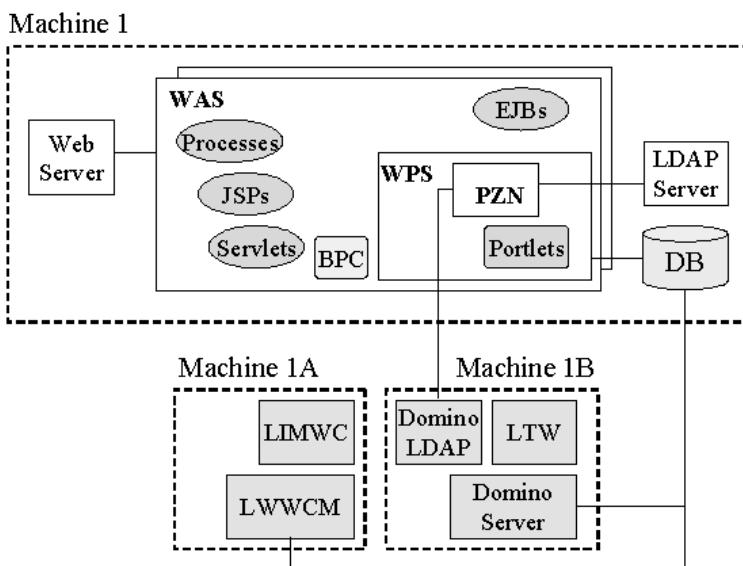 Machine 1
WAS
EJBs
Processes
Web
Server
WPS
LDAP
Server
PZN
JSPs
Servlets
BPC
Portlets
DB
Machine 1A
Machine 1B
LIMWC
Domino
LDAP
LTW
LWWCM
Domino
Server